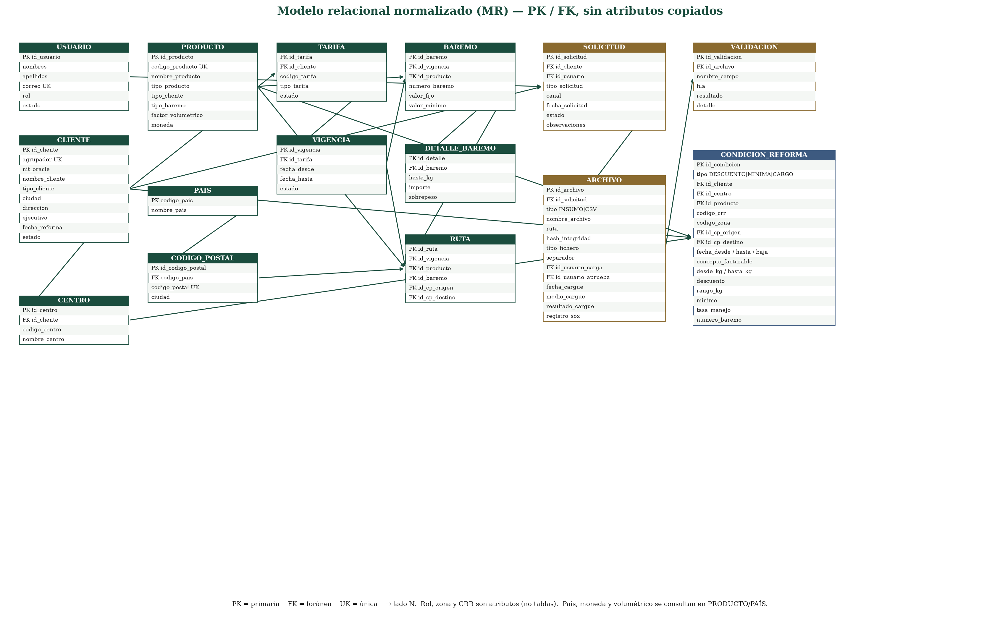 Modelo relacional normalizado (MR) — PK / FK, sin atributos copiados
USUARIO
PK id_usuario
nombres
apellidos
correo UK
rol
estado
PRODUCTO
PK id_producto
codigo_producto UK
nombre_producto
tipo_producto
tipo_cliente
tipo_baremo
factor_volumetrico
moneda
TARIFA
PK id_tarifa
FK id_cliente
codigo_tarifa
tipo_tarifa
estado
BAREMO
PK id_baremo
FK id_vigencia
FK id_producto
numero_baremo
valor_fijo
valor_minimo
SOLICITUD
PK id_solicitud
FK id_cliente
FK id_usuario
tipo_solicitud
canal
fecha_solicitud
estado
observaciones
VALIDACION
PK id_validacion
FK id_archivo
nombre_campo
fila
resultado
detalle
CLIENTE
PK id_cliente
agrupador UK
nit_oracle
nombre_cliente
tipo_cliente
ciudad
direccion
ejecutivo
fecha_reforma
estado
PAIS
PK codigo_pais
nombre_pais
VIGENCIA
PK id_vigencia
FK id_tarifa
fecha_desde
fecha_hasta
estado
DETALLE_BAREMO
PK id_detalle
FK id_baremo
hasta_kg
importe
sobrepeso
ARCHIVO
PK id_archivo
FK id_solicitud
tipo INSUMO|CSV
nombre_archivo
ruta
hash_integridad
tipo_fichero
separador
FK id_usuario_carga
FK id_usuario_aprueba
fecha_cargue
medio_cargue
resultado_cargue
registro_sox
CONDICION_REFORMA
PK id_condicion
tipo DESCUENTO|MINIMA|CARGO
FK id_cliente
FK id_centro
FK id_producto
codigo_crr
codigo_zona
FK id_cp_origen
FK id_cp_destino
fecha_desde / hasta / baja
concepto_facturable
desde_kg / hasta_kg
descuento
rango_kg
minimo
tasa_manejo
numero_baremo
CODIGO_POSTAL
PK id_codigo_postal
FK codigo_pais
codigo_postal UK
ciudad
RUTA
PK id_ruta
FK id_vigencia
FK id_producto
FK id_baremo
FK id_cp_origen
FK id_cp_destino
CENTRO
PK id_centro
FK id_cliente
codigo_centro
nombre_centro
PK = primaria    FK = foránea    UK = única    → lado N.  Rol, zona y CRR son atributos (no tablas).  País, moneda y volumétrico se consultan en PRODUCTO/PAÍS.